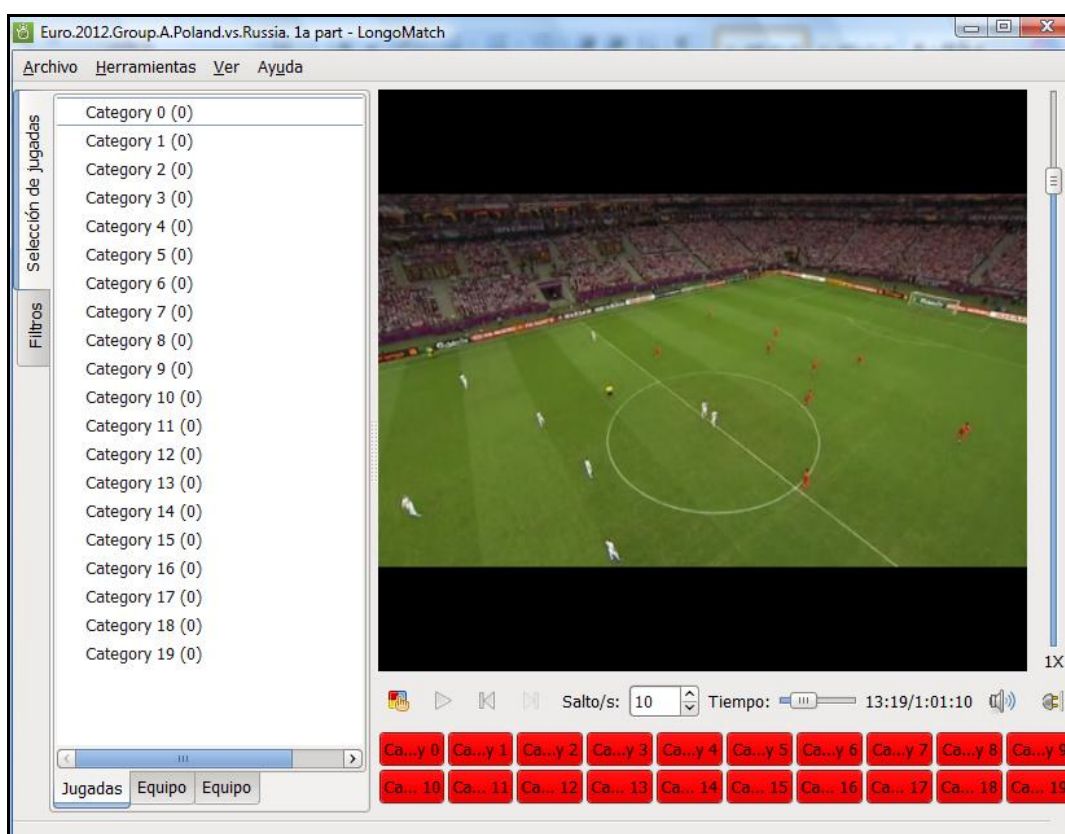 Euro.2012.Group.A.Poland.vs.Russia. 1a part - LongoMatch
Archivo Herramientas Ver Ayuda
Selección de jugadas
Filtros
Category 0 (0)
Category 1 (0)
Category 2 (0)
Category 3 (0)
Category 4 (0)
Category 5 (0)
Category 6 (0)
Category 7 (0)
Category 8 (0)
Category 9 (0)
Category 10 (0)
Category 11 (0)
Category 12 (0)
Category 13 (0)
Category 14 (0)
Category 15 (0)
Category 16 (0)
Category 17 (0)
Category 18 (0)
Category 19 (0)
Jugadas Equipo Equipo
1X
Salto/s: 10 Tiempo: 13:19/1:01:10
Ca...y 0 Ca...y 1 Ca...y 2 Ca...y 3 Ca...y 4 Ca...y 5 Ca...y 6 Ca...y 7 Ca...y 8 Ca...y 9
Ca... 10 Ca... 11 Ca... 12 Ca... 13 Ca... 14 Ca... 15 Ca... 16 Ca... 17 Ca... 18 Ca... 19